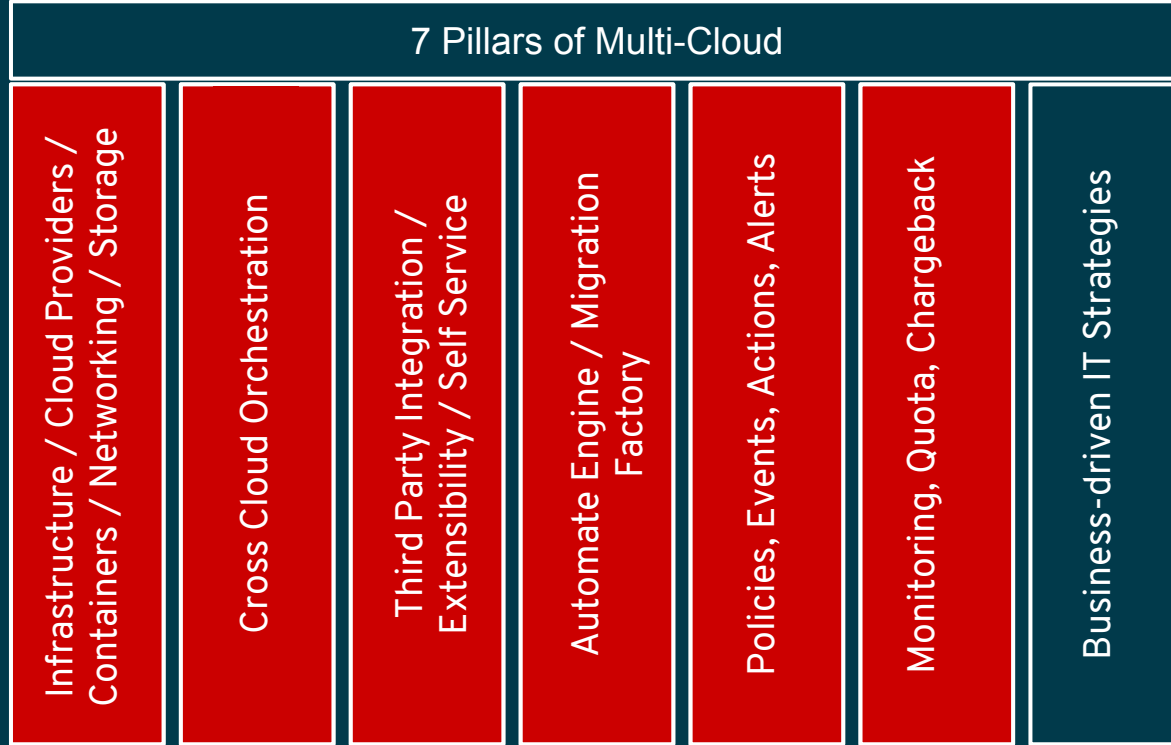 7 Pillars of Multi-Cloud
Infrastructure / Cloud Providers /
Containers / Networking / Storage
Cross Cloud Orchestration
Third Party Integration /
Extensibility / Self Service
Automate Engine / Migration
Factory
Policies, Events, Actions, Alerts
Monitoring, Quota, Chargeback
Business-driven IT Strategies